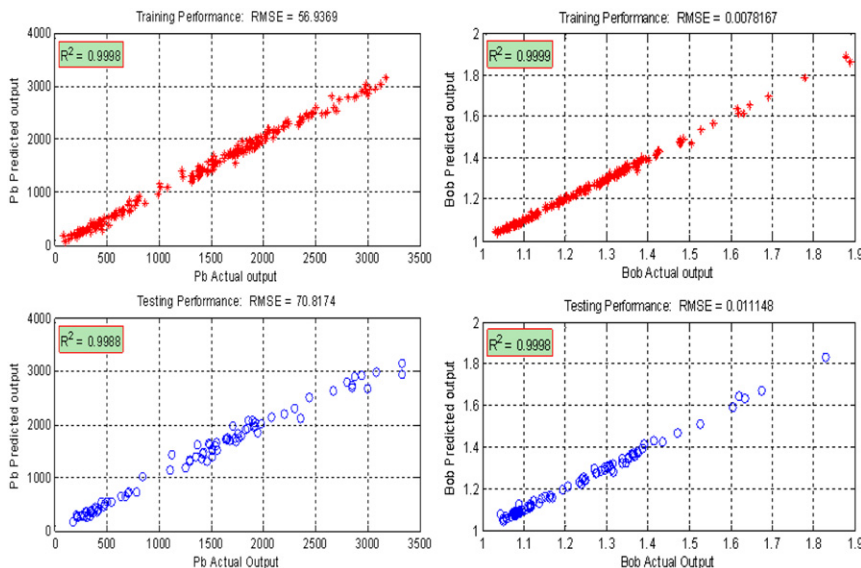 Training Performance: RMSE = 56.9369
R² = 0.9998
Pb Predicted output
4000
3000
2000
1000
0
0 500 1000 1500 2000 2500 3000 3500
Pb Actual output
Training Performance: RMSE = 0.0078167
R² = 0.9999
Bob Predicted output
2
1.8
1.6
1.4
1.2
1
1 1.1 1.2 1.3 1.4 1.5 1.6 1.7 1.8 1.9
Bob Actual output
Testing Performance: RMSE = 70.8174
R² = 0.9988
Pb Predicted output
4000
3000
2000
1000
0
0 500 1000 1500 2000 2500 3000 3500
Pb Actual Output
Testing Performance: RMSE = 0.011148
R² = 0.9998
Bob Predicted output
2
1.8
1.6
1.4
1.2
1
1 1.1 1.2 1.3 1.4 1.5 1.6 1.7 1.8 1.9
Bob Actual Output